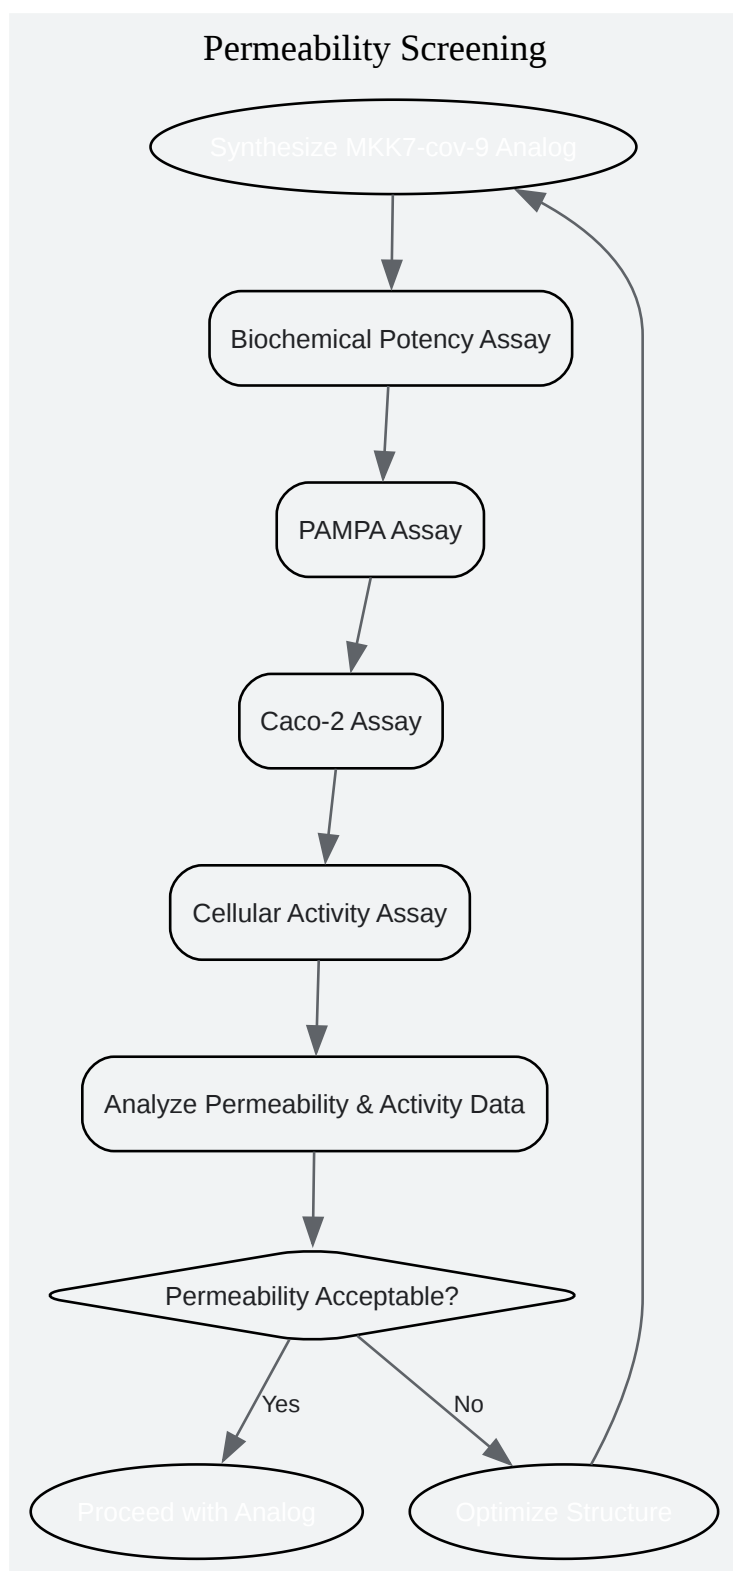 Permeability Screening
Synthesize MKK7-cov-9 Analog
Biochemical Potency Assay
PAMPA Assay
Caco-2 Assay
Cellular Activity Assay
Analyze Permeability & Activity Data
Permeability Acceptable?
Yes
No
Proceed with Analog
Optimize Structure